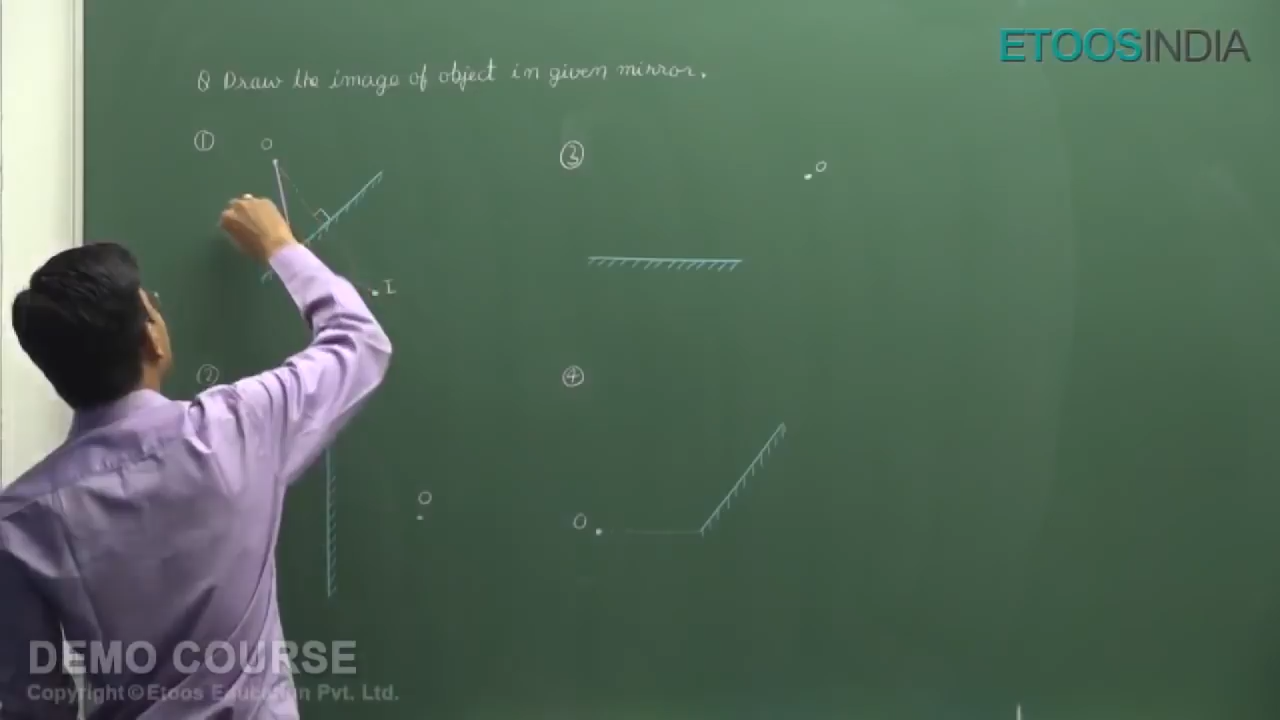 ETOOSINDIA
Q Draw the image of object in given mirror.
① O
I
②
O
③ O
④
O
DEMO COURSE
Copyright©Etoos Education Pvt. Ltd.